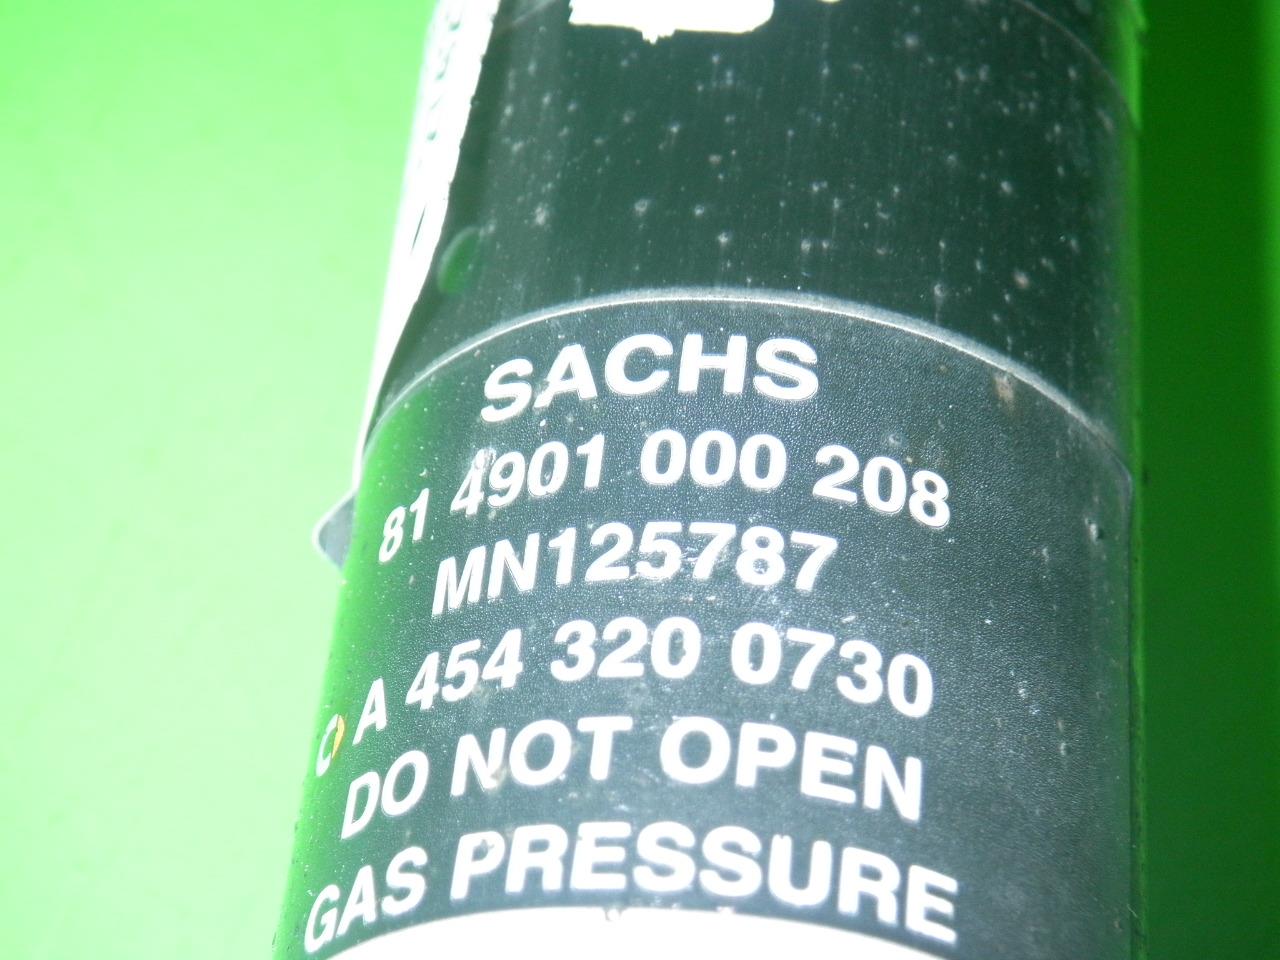 SACHS
81 4901 000 208
MN125787
A 454 320 0730
DO NOT OPEN
GAS PRESSURE